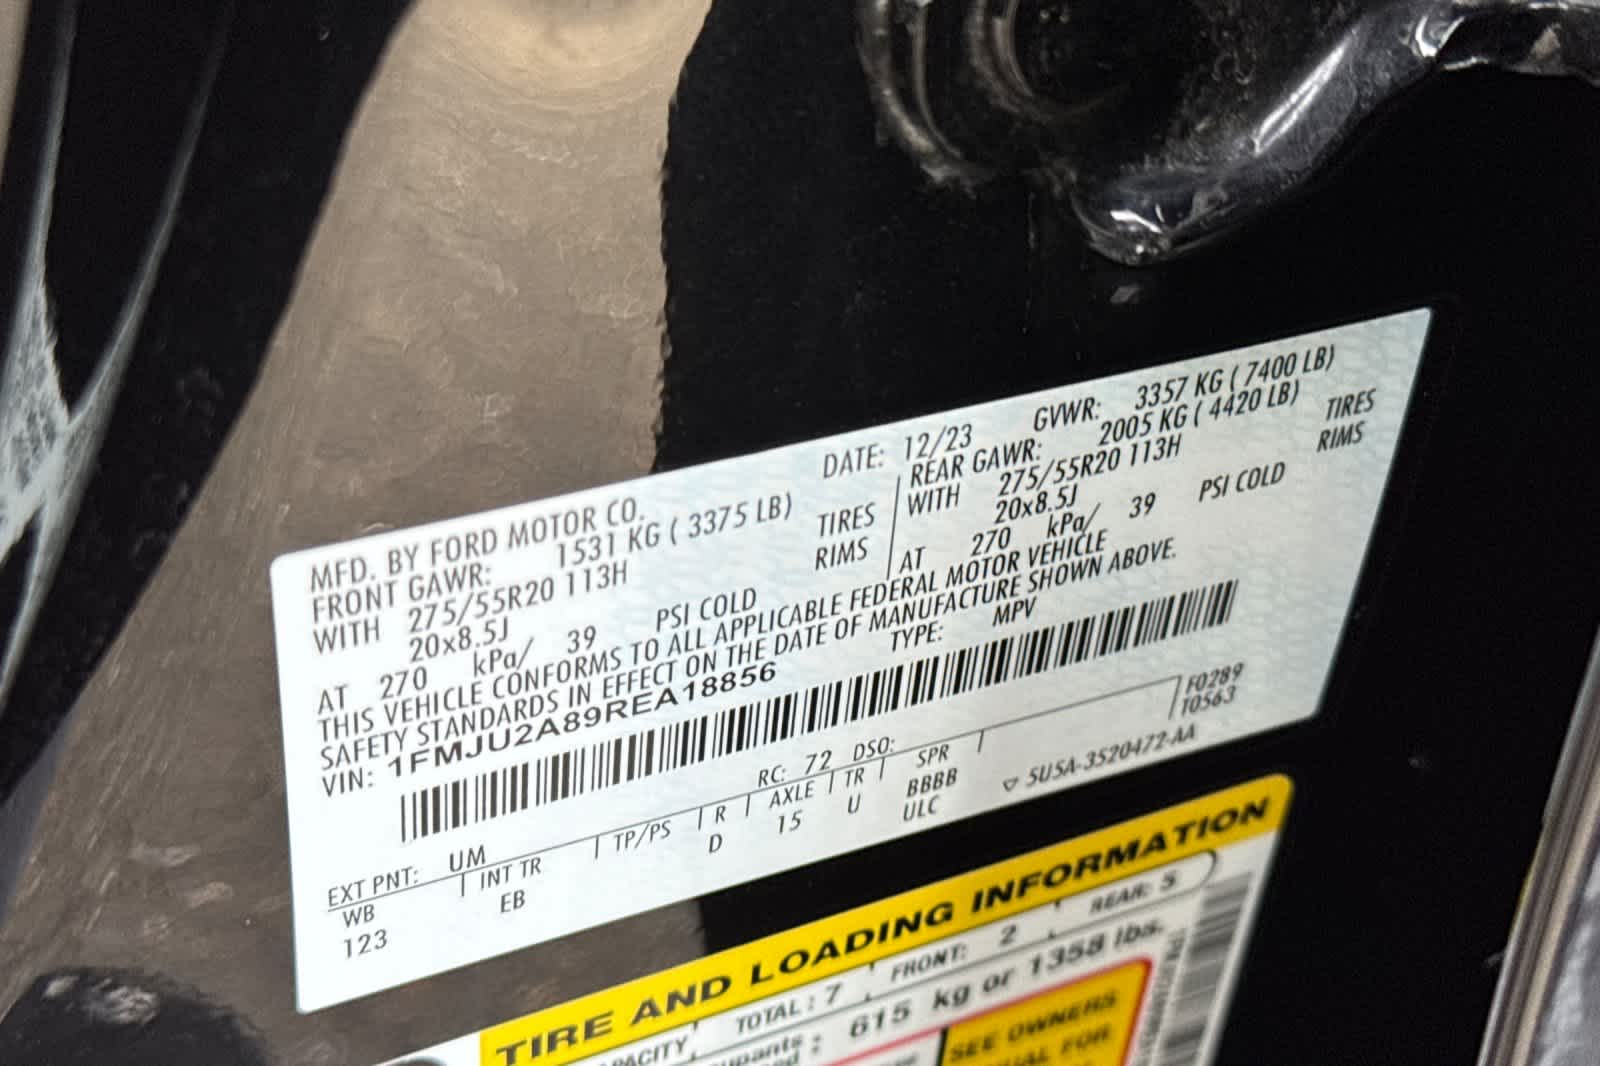 MFD. BY FORD MOTOR CO.
DATE: 12/23 GVWR: 3357 KG ( 7400 LB)
FRONT GAWR: 1531 KG ( 3375 LB) REAR GAWR: 2005 KG ( 4420 LB)
WITH 275/55R20 113H TIRES WITH 275/55R20 113H TIRES
20x8.5J RIMS 20x8.5J RIMS
AT 270 kPa/ 39 PSI COLD AT 270 kPa/ 39 PSI COLD
THIS VEHICLE CONFORMS TO ALL APPLICABLE FEDERAL MOTOR VEHICLE
SAFETY STANDARDS IN EFFECT ON THE DATE OF MANUFACTURE SHOWN ABOVE.
VIN: 1FMJU2A89REA18856 TYPE: MPV
F0289
T0563
EXT PNT: UM RC: 72 DSO:
WB INT TR TP/PS R AXLE TR SPR
123 EB D 15 U BBBB
ULC
▽ 5U5A-3520472-AA
TIRE AND LOADING INFORMATION
TOTAL: 7 FRONT: 2 REAR: 5
615 kg or 1358 lbs.
SEE OWNERS
FOR